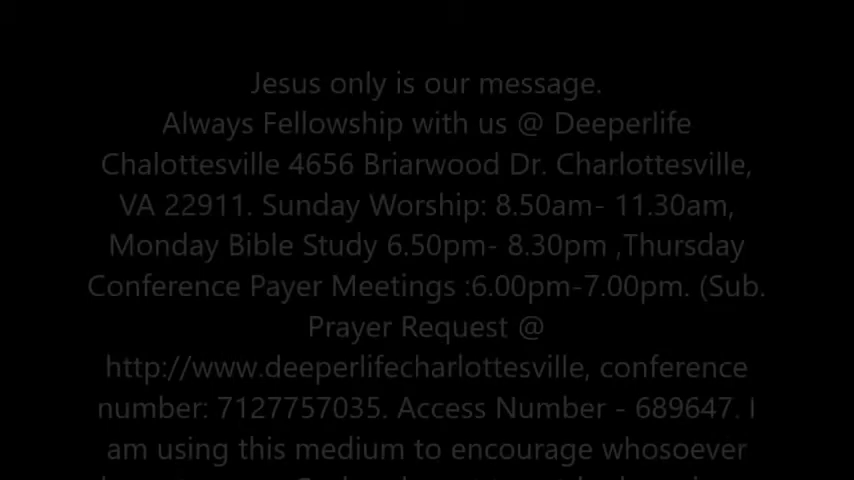 Jesus only is our message.
Always Fellowship with us @ Deeperlife
Chalottesville 4656 Briarwood Dr. Charlottesville,
VA 22911. Sunday Worship: 8.50am- 11.30am,
Monday Bible Study 6.50pm- 8.30pm ,Thursday
Conference Payer Meetings :6.00pm-7.00pm. (Sub.
Prayer Request @
http://www.deeperlifecharlottesville, conference
number: 7127757035. Access Number - 689647. I
am using this medium to encourage whosoever